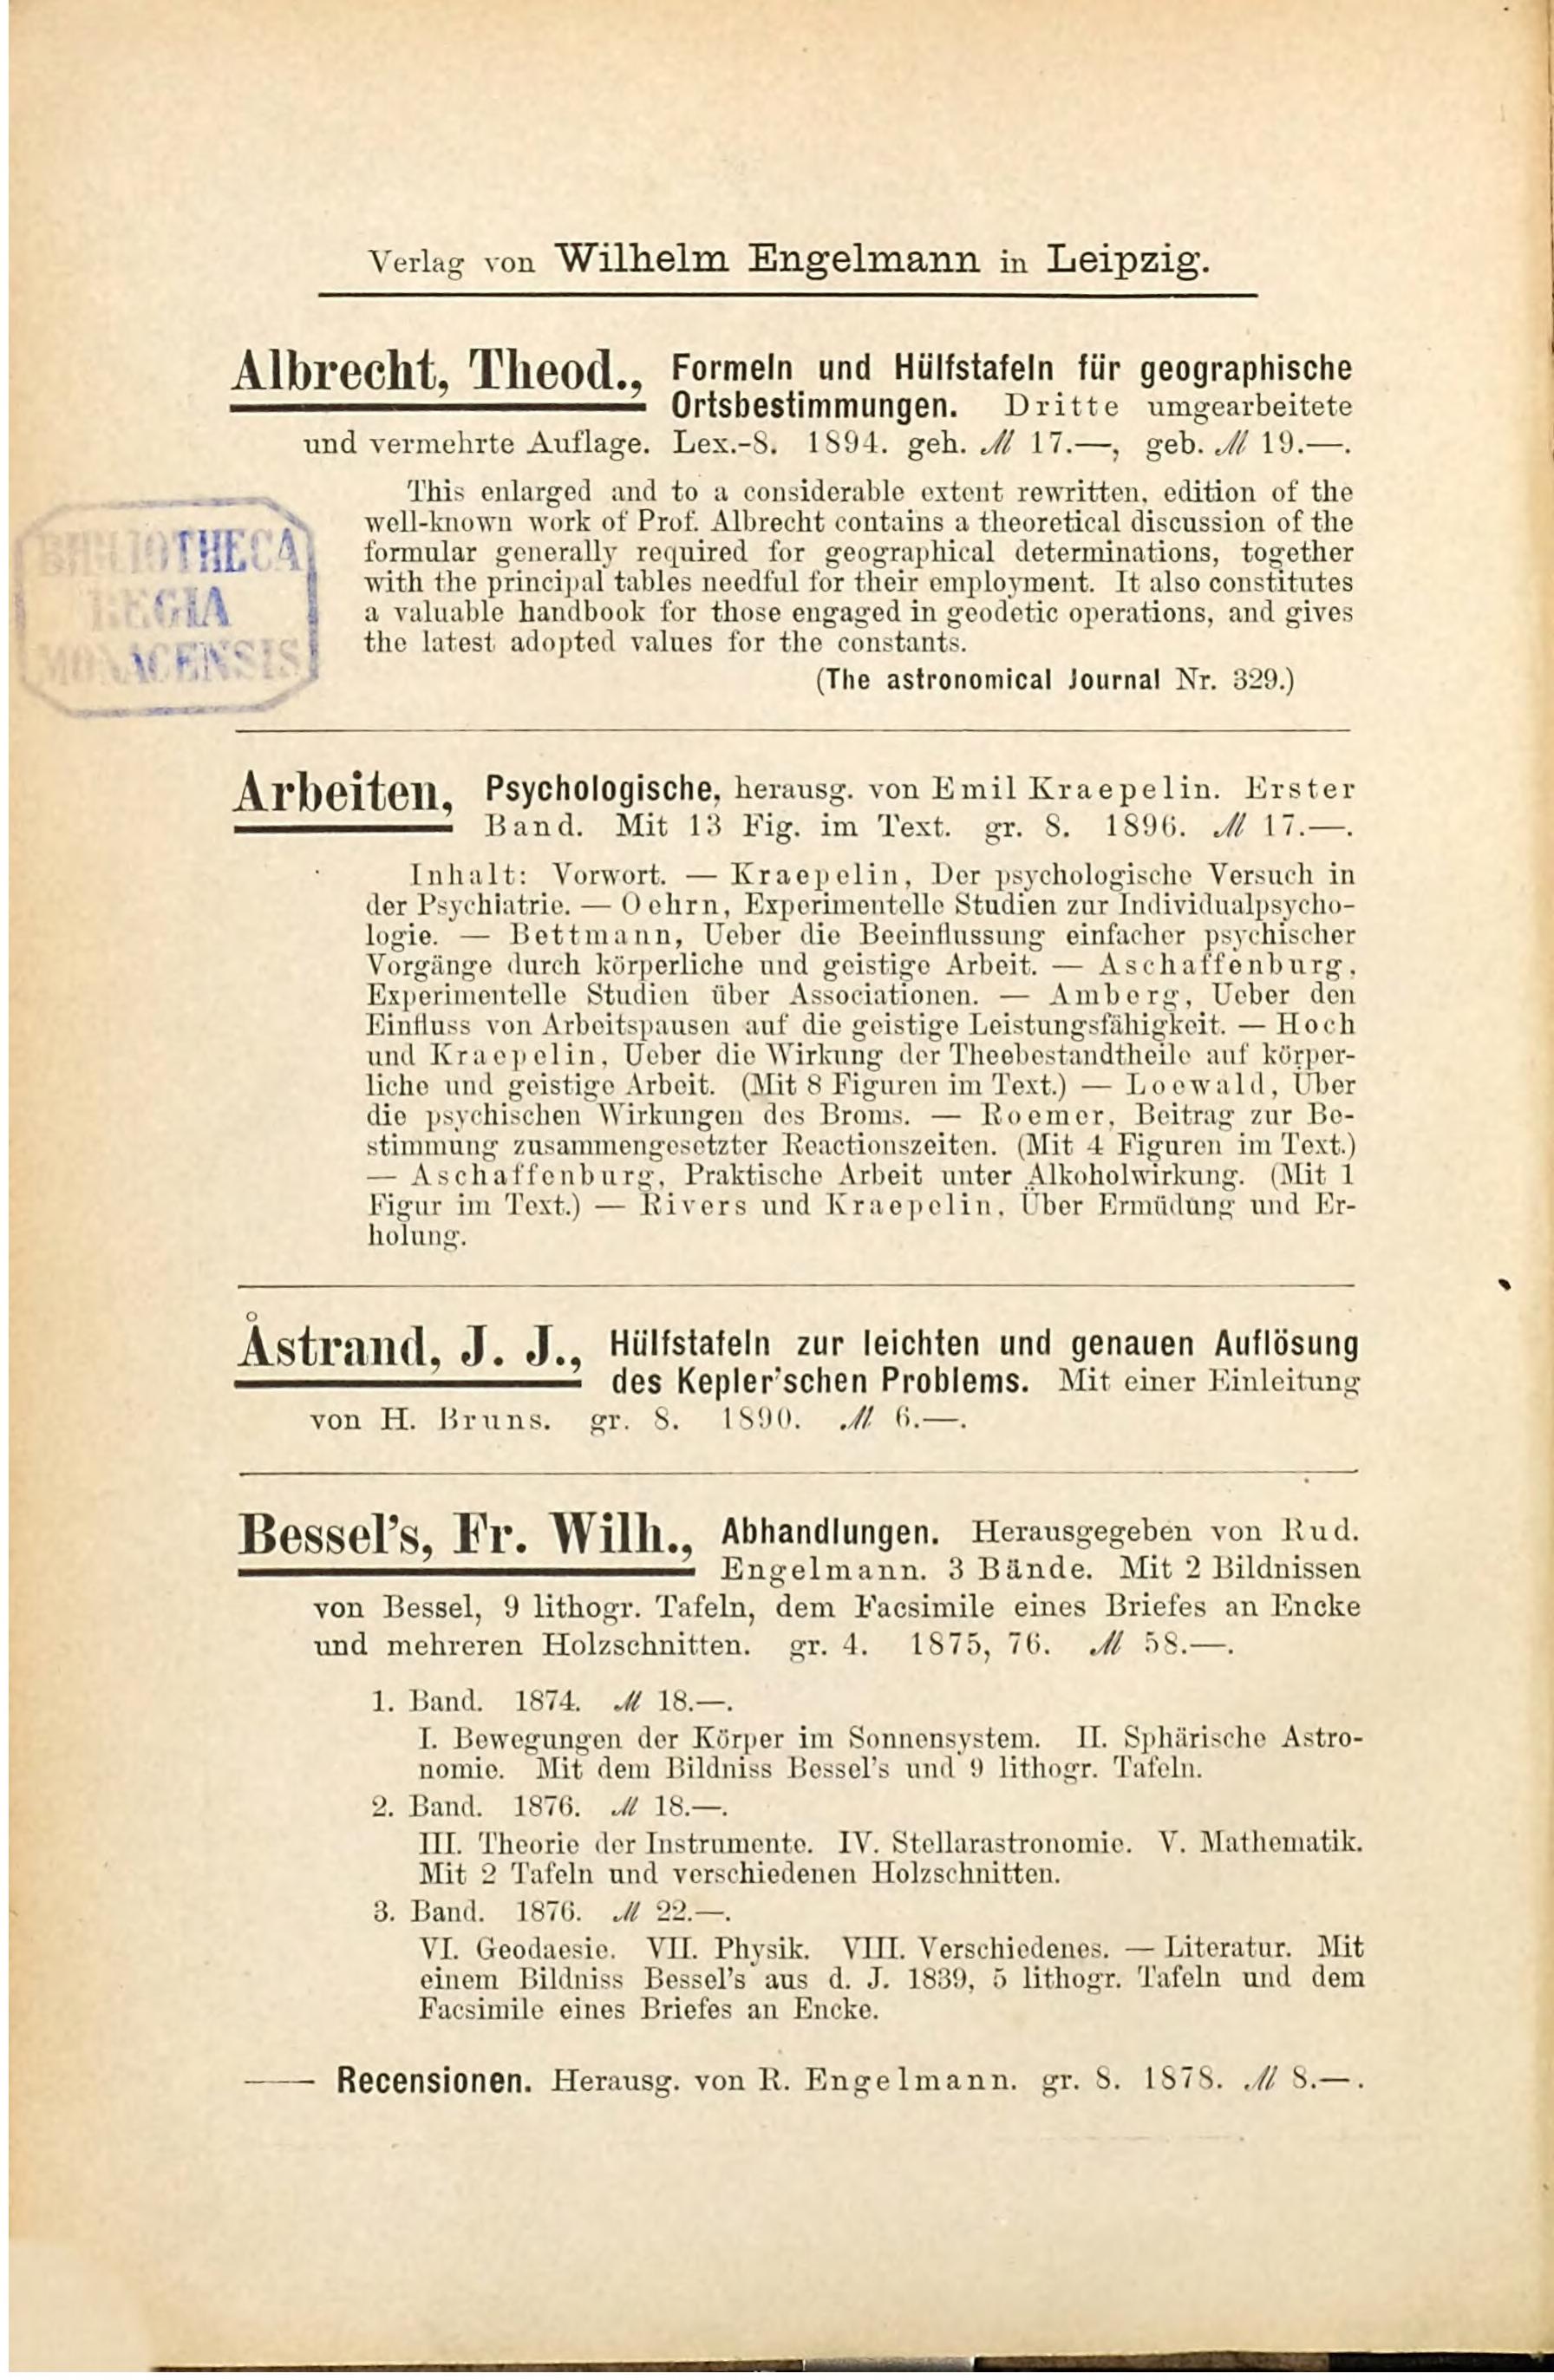 Verlag von Wilhelm Engelmann in Leipzig.
Albrecht, Theod., Formeln und Hülfstafeln für geographische
Ortsbestimmungen. Dritte umgearbeitete
und vermehrte Auflage. Lex.-8. 1894. geh. ℳ 17.—, geb. ℳ 19.—.
This enlarged and to a considerable extent rewritten, edition of the
well-known work of Prof. Albrecht contains a theoretical discussion of the
formular generally required for geographical determinations, together
with the principal tables needful for their employment. It also constitutes
a valuable handbook for those engaged in geodetic operations, and gives
the latest adopted values for the constants.
(The astronomical Journal Nr. 329.)
BIBLIOTHECA
REGIA
MONACENSIS
Arbeiten, Psychologische, herausg. von Emil Kraepelin. Erster
Band. Mit 13 Fig. im Text. gr. 8. 1896. ℳ 17.—.
Inhalt: Vorwort. — Kraepelin, Der psychologische Versuch in
der Psychiatrie. — Oehrn, Experimentelle Studien zur Individualpsycho-
logie. — Bettmann, Ueber die Beeinflussung einfacher psychischer
Vorgänge durch körperliche und geistige Arbeit. — Aschaffenburg,
Experimentelle Studien über Associationen. — Amberg, Ueber den
Einfluss von Arbeitspausen auf die geistige Leistungsfähigkeit. — Hoch
und Kraepelin, Ueber die Wirkung der Theebestandtheile auf körper-
liche und geistige Arbeit. (Mit 8 Figuren im Text.) — Loewald, Über
die psychischen Wirkungen des Broms. — Roemer, Beitrag zur Be-
stimmung zusammengesetzter Reactionszeiten. (Mit 4 Figuren im Text.)
— Aschaffenburg, Praktische Arbeit unter Alkoholwirkung. (Mit 1
Figur im Text.) — Rivers und Kraepelin, Über Ermüdung und Er-
holung.
Åstrand, J. J., Hülfstafeln zur leichten und genauen Auflösung
des Kepler'schen Problems. Mit einer Einleitung
von H. Bruns. gr. 8. 1890. ℳ 6.—.
Bessel's, Fr. Wilh., Abhandlungen. Herausgegeben von Rud.
Engelmann. 3 Bände. Mit 2 Bildnissen
von Bessel, 9 lithogr. Tafeln, dem Facsimile eines Briefes an Encke
und mehreren Holzschnitten. gr. 4. 1875, 76. ℳ 58.—.
1. Band. 1874. ℳ 18.—.
I. Bewegungen der Körper im Sonnensystem. II. Sphärische Astro-
nomie. Mit dem Bildniss Bessel's und 9 lithogr. Tafeln.
2. Band. 1876. ℳ 18.—.
III. Theorie der Instrumente. IV. Stellarastronomie. V. Mathematik.
Mit 2 Tafeln und verschiedenen Holzschnitten.
3. Band. 1876. ℳ 22.—.
VI. Geodaesie. VII. Physik. VIII. Verschiedenes. — Literatur. Mit
einem Bildniss Bessel's aus d. J. 1839, 5 lithogr. Tafeln und dem
Facsimile eines Briefes an Encke.
— Recensionen. Herausg. von R. Engelmann. gr. 8. 1878. ℳ 8.—.